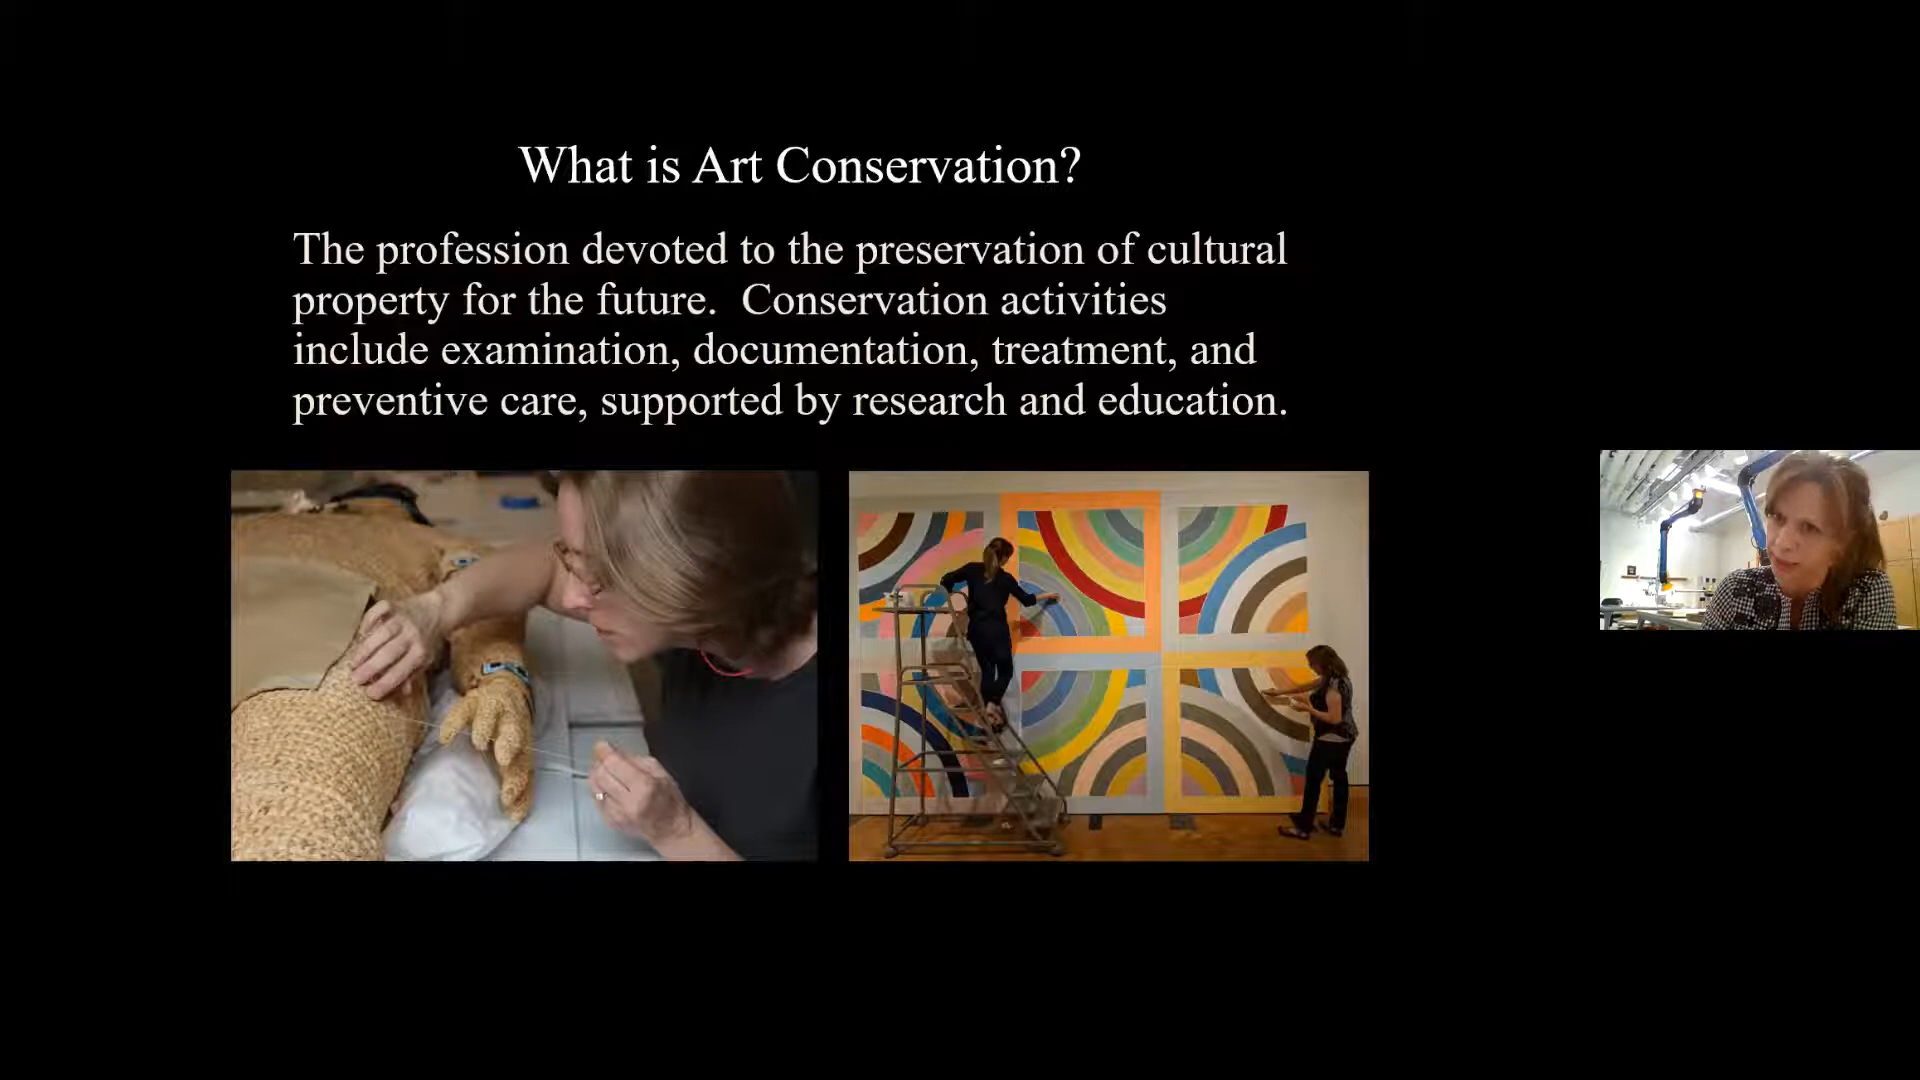 What is Art Conservation?
The profession devoted to the preservation of cultural
property for the future.  Conservation activities
include examination, documentation, treatment, and
preventive care, supported by research and education.